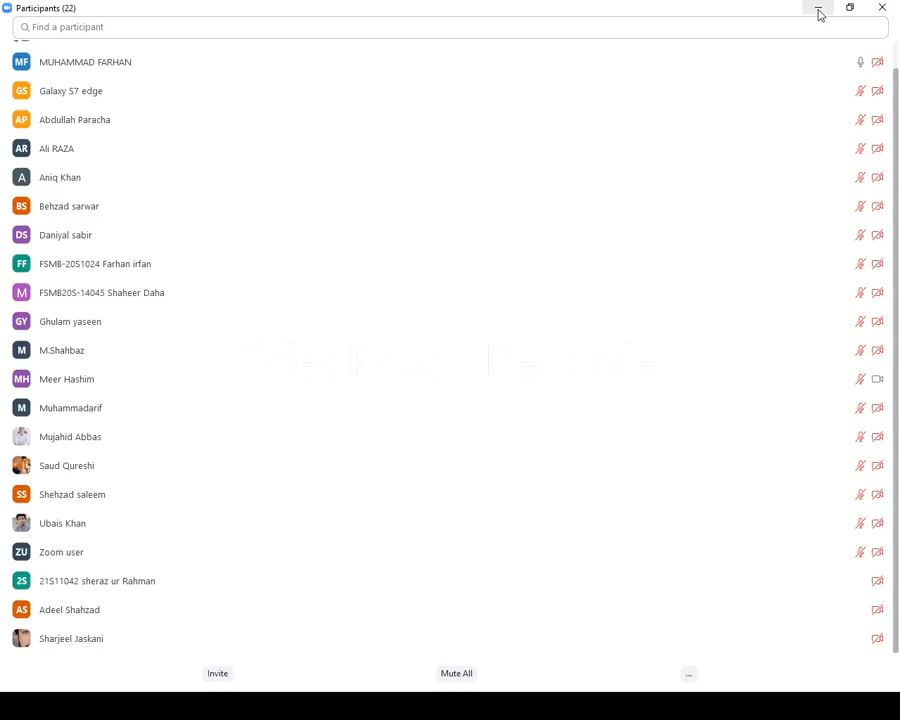 Participants (22)
Find a participant
MF MUHAMMAD FARHAN
GS Galaxy S7 edge
AP Abdullah Paracha
AR Ali RAZA
A Aniq Khan
BS Behzad sarwar
DS Daniyal sabir
FF FSMB-20S1024 Farhan irfan
M FSMB20S-14045 Shaheer Daha
GY Ghulam yaseen
M M.Shahbaz
MH Meer Hashim
M Muhammadarif
Mujahid Abbas
Saud Qureshi
SS Shehzad saleem
Ubais Khan
ZU Zoom user
2S 21S11042 sheraz ur Rahman
AS Adeel Shahzad
Sharjeel Jaskani
Invite Mute All ...